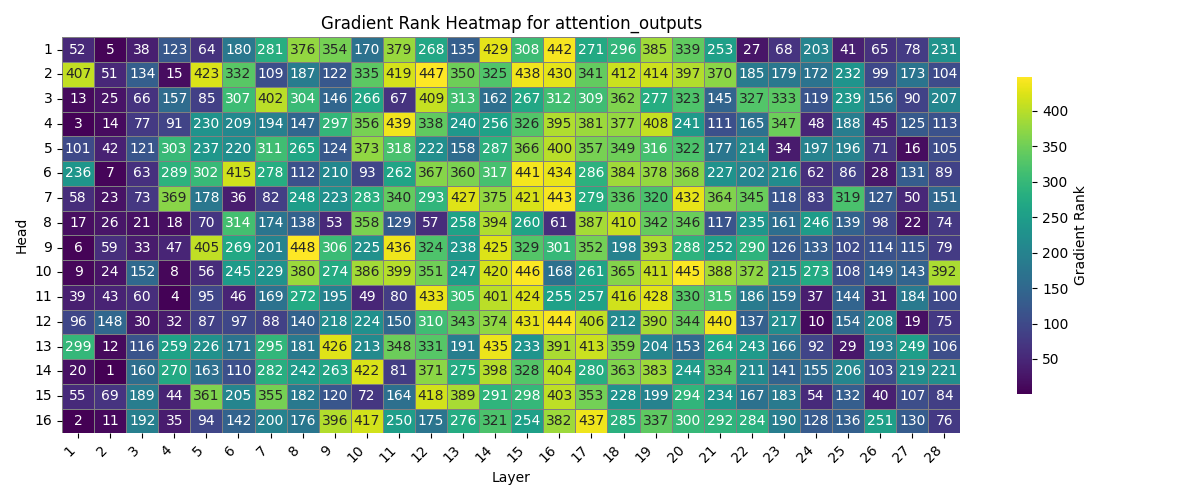 Gradient Rank Heatmap for attention_outputs
1 52 5 38 123 64 180 281 376 354 170 379 268 135 429 308 442 271 296 385 339 253 27 68 203 41 65 78 231
2 407 51 134 15 423 332 109 187 122 335 419 447 350 325 438 430 341 412 414 397 370 185 179 172 232 99 173 104
3 13 25 66 157 85 307 402 304 146 266 67 409 313 162 267 312 309 362 277 323 145 327 333 119 239 156 90 207
4 3 14 77 91 230 209 194 147 297 356 439 338 240 256 326 395 381 377 408 241 111 165 347 48 188 45 125 113
5 101 42 121 303 237 220 311 265 124 373 318 222 158 287 366 400 357 349 316 322 177 214 34 197 196 71 16 105
6 236 7 63 289 302 415 278 112 210 93 262 367 360 317 441 434 286 384 378 368 227 202 216 62 86 28 131 89
7 58 23 73 369 178 36 82 248 223 283 340 293 427 375 421 443 279 336 320 432 364 345 118 83 319 127 50 151
8 17 26 21 18 70 314 174 138 53 358 129 57 258 394 260 61 387 410 342 346 117 235 161 246 139 98 22 74
9 6 59 33 47 405 269 201 448 306 225 436 324 238 425 329 301 352 198 393 288 252 290 126 133 102 114 115 79
10 9 24 152 8 56 245 229 380 274 386 399 351 247 420 446 168 261 365 411 445 388 372 215 273 108 149 143 392
11 39 43 60 4 95 46 169 272 195 49 80 433 305 401 424 255 257 416 428 330 315 186 159 37 144 31 184 100
12 96 148 30 32 87 97 88 140 218 224 150 310 343 374 431 444 406 212 390 344 440 137 217 10 154 208 19 75
13 299 12 116 259 226 171 295 181 426 213 348 331 191 435 233 391 413 359 204 153 264 243 166 92 29 193 249 106
14 20 1 160 270 163 110 282 242 263 422 81 371 275 398 328 404 280 363 383 244 334 211 141 155 206 103 219 221
15 55 69 189 44 361 205 355 182 120 72 164 418 389 291 298 403 353 228 199 294 234 167 183 54 132 40 107 84
16 2 11 192 35 94 142 200 176 396 417 250 175 276 321 254 382 437 285 337 300 292 284 190 128 136 251 130 76
1 2 3 4 5 6 7 8 9 10 11 12 13 14 15 16 17 18 19 20 21 22 23 24 25 26 27 28
Layer
Head
400
350
300
250
200
150
100
50
Gradient Rank